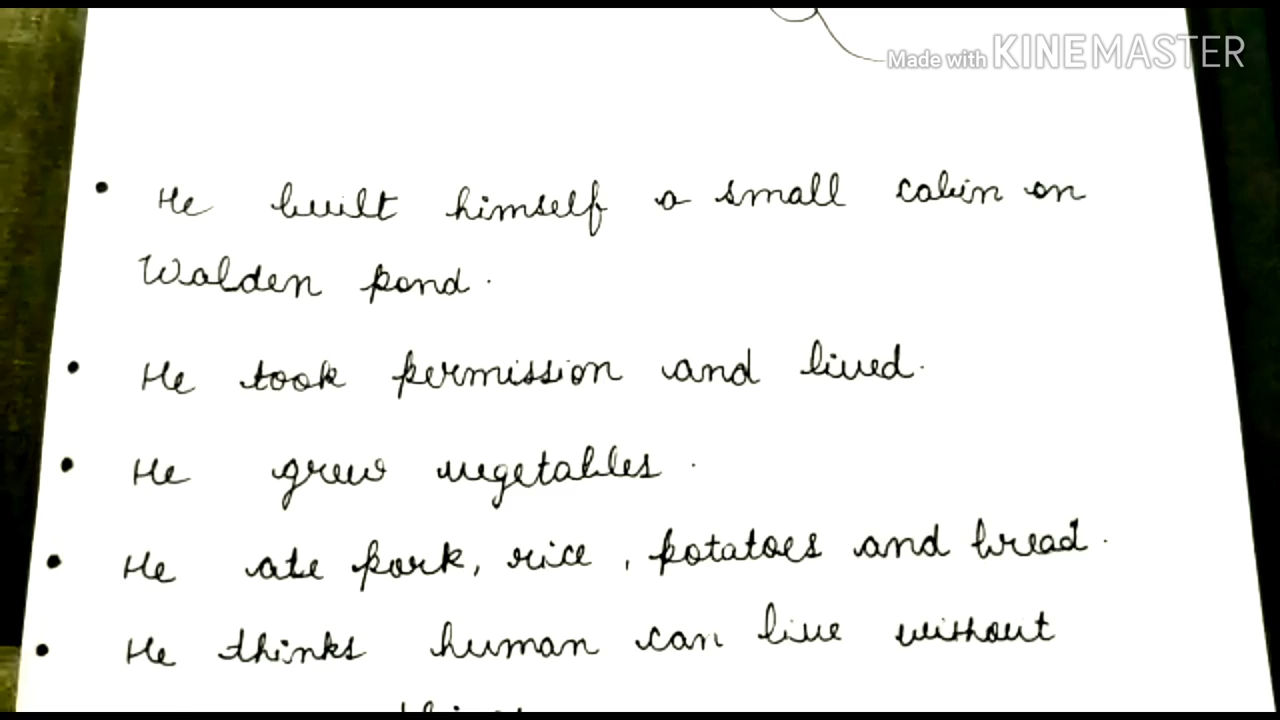 Made with KINEMASTER
• He built himself a small cabin on
Walden pond.
• He took permission and lived.
• He grew vegetables.
• He ate pork, rice, potatoes and bread.
• He thinks human can live without